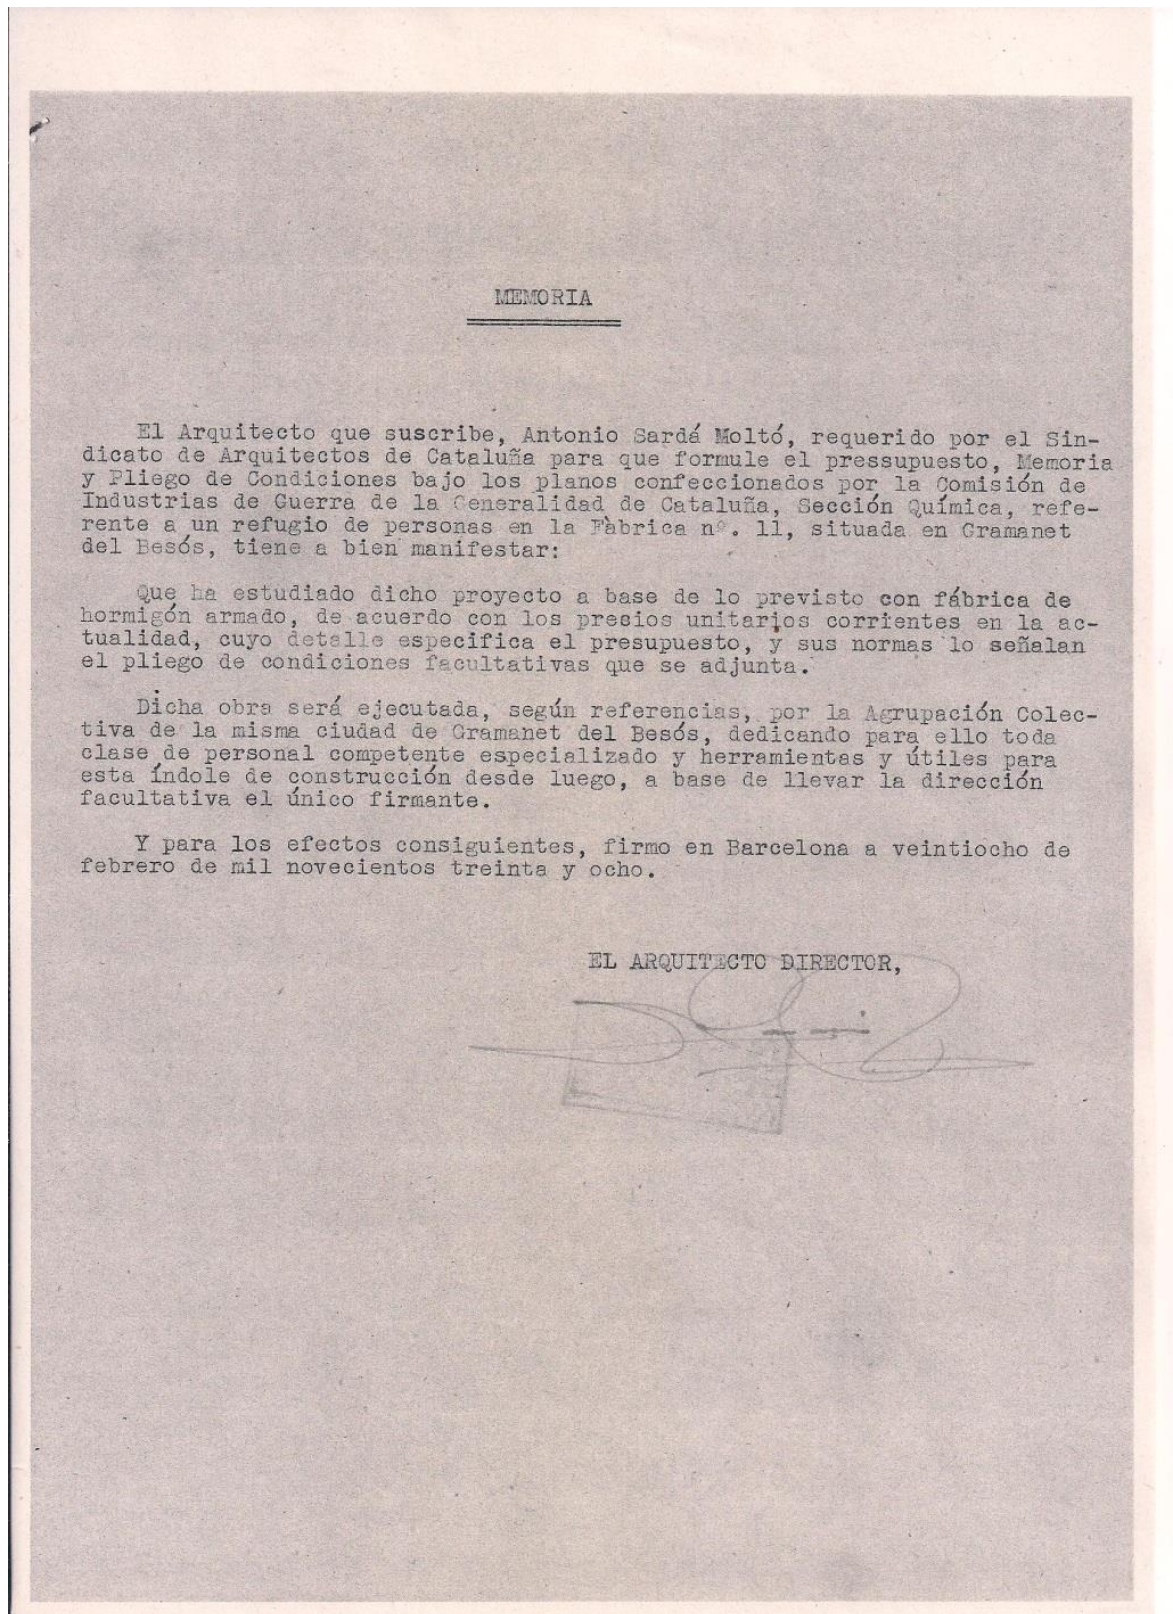 MEMORIA
El Arquitecto que suscribe, Antonio Sardá Moltó, requerido por el Sin-
dicato de Arquitectos de Cataluña para que formule el pressupuesto, Memoria
y Pliego de Condiciones bajo los planos confeccionados por la Comisión de
Industrias de Guerra de la Generalidad de Cataluña, Sección Química, refe-
rente a un refugio de personas en la Fàbrica nº. 11, situada en Gramanet
del Besós, tiene a bien manifestar:
Que ha estudiado dicho proyecto a base de lo previsto con fábrica de
hormigón armado, de acuerdo con los precios unitarios corrientes en la ac-
tualidad, cuyo detalle especifica el presupuesto, y sus normas lo señalan
el pliego de condiciones facultativas que se adjunta.
Dicha obra será ejecutada, según referencias, por la Agrupación Colec-
tiva de la misma ciudad de Gramanet del Besós, dedicando para ello toda
clase de personal competente especializado y herramientas y útiles para
esta índole de construcción desde luego, a base de llevar la dirección
facultativa el único firmante.
Y para los efectos consiguientes, firmo en Barcelona a veintiocho de
febrero de mil novecientos treinta y ocho.
EL ARQUITECTO DIRECTOR,